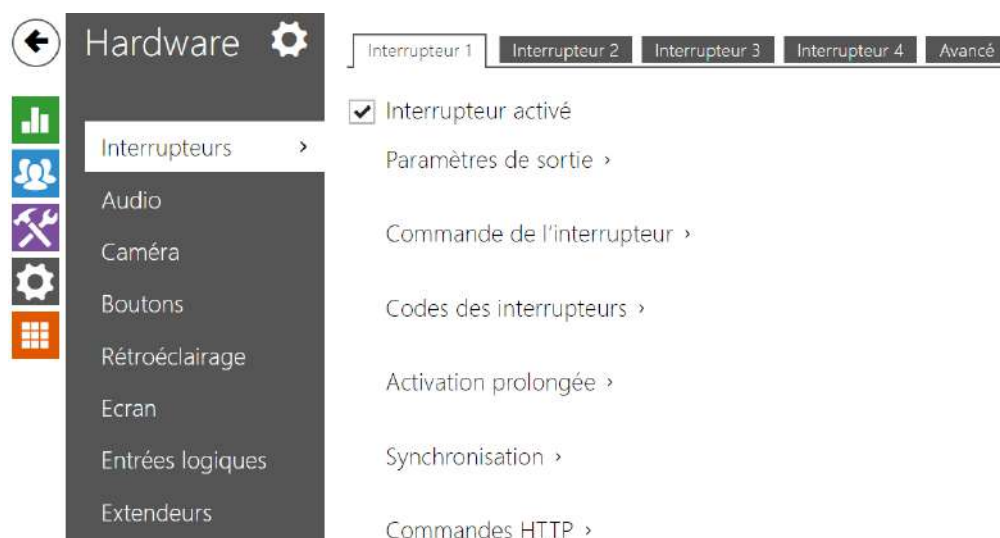 Hardware
Interrupteurs
Audio
Caméra
Boutons
Rétroéclairage
Ecran
Entrées logiques
Extendeurs
Interrupteur 1 Interrupteur 2 Interrupteur 3 Interrupteur 4 Avancé
Interrupteur activé
Paramètres de sortie ›
Commande de l'interrupteur ›
Codes des interrupteurs ›
Activation prolongée ›
Synchronisation ›
Commandes HTTP ›